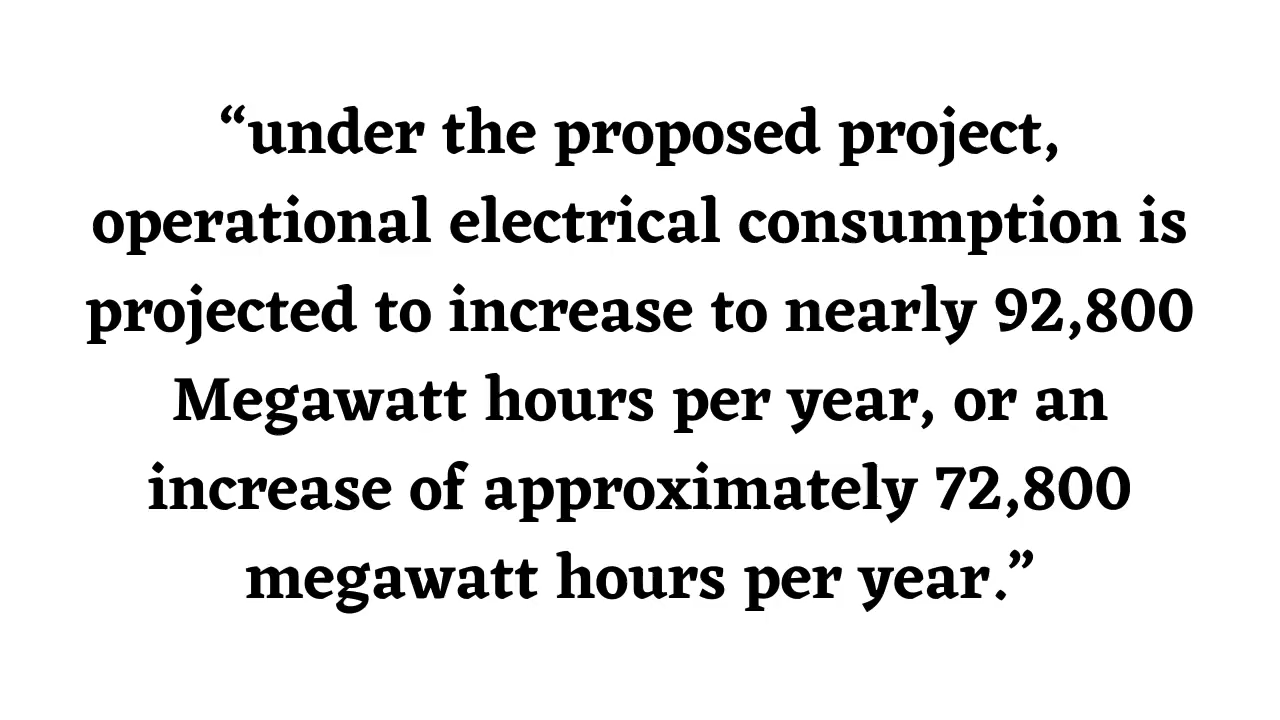 “under the proposed project,
operational electrical consumption is
projected to increase to nearly 92,800
Megawatt hours per year, or an
increase of approximately 72,800
megawatt hours per year.”